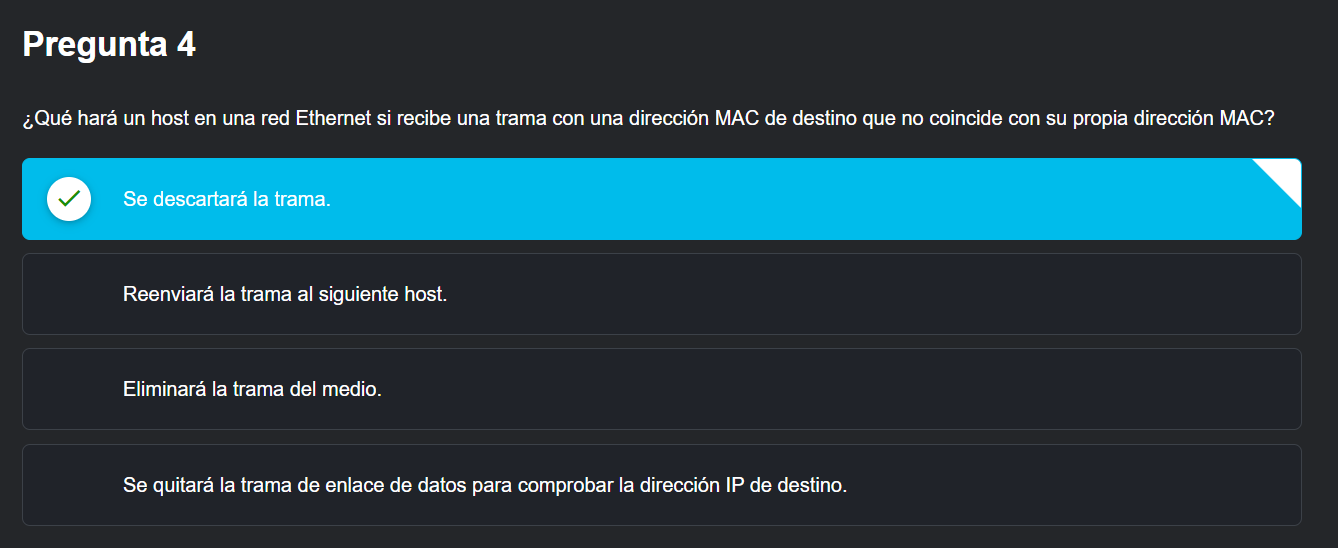 Pregunta 4
¿Qué hará un host en una red Ethernet si recibe una trama con una dirección MAC de destino que no coincide con su propia dirección MAC?
Se descartará la trama.
Reenviará la trama al siguiente host.
Eliminará la trama del medio.
Se quitará la trama de enlace de datos para comprobar la dirección IP de destino.